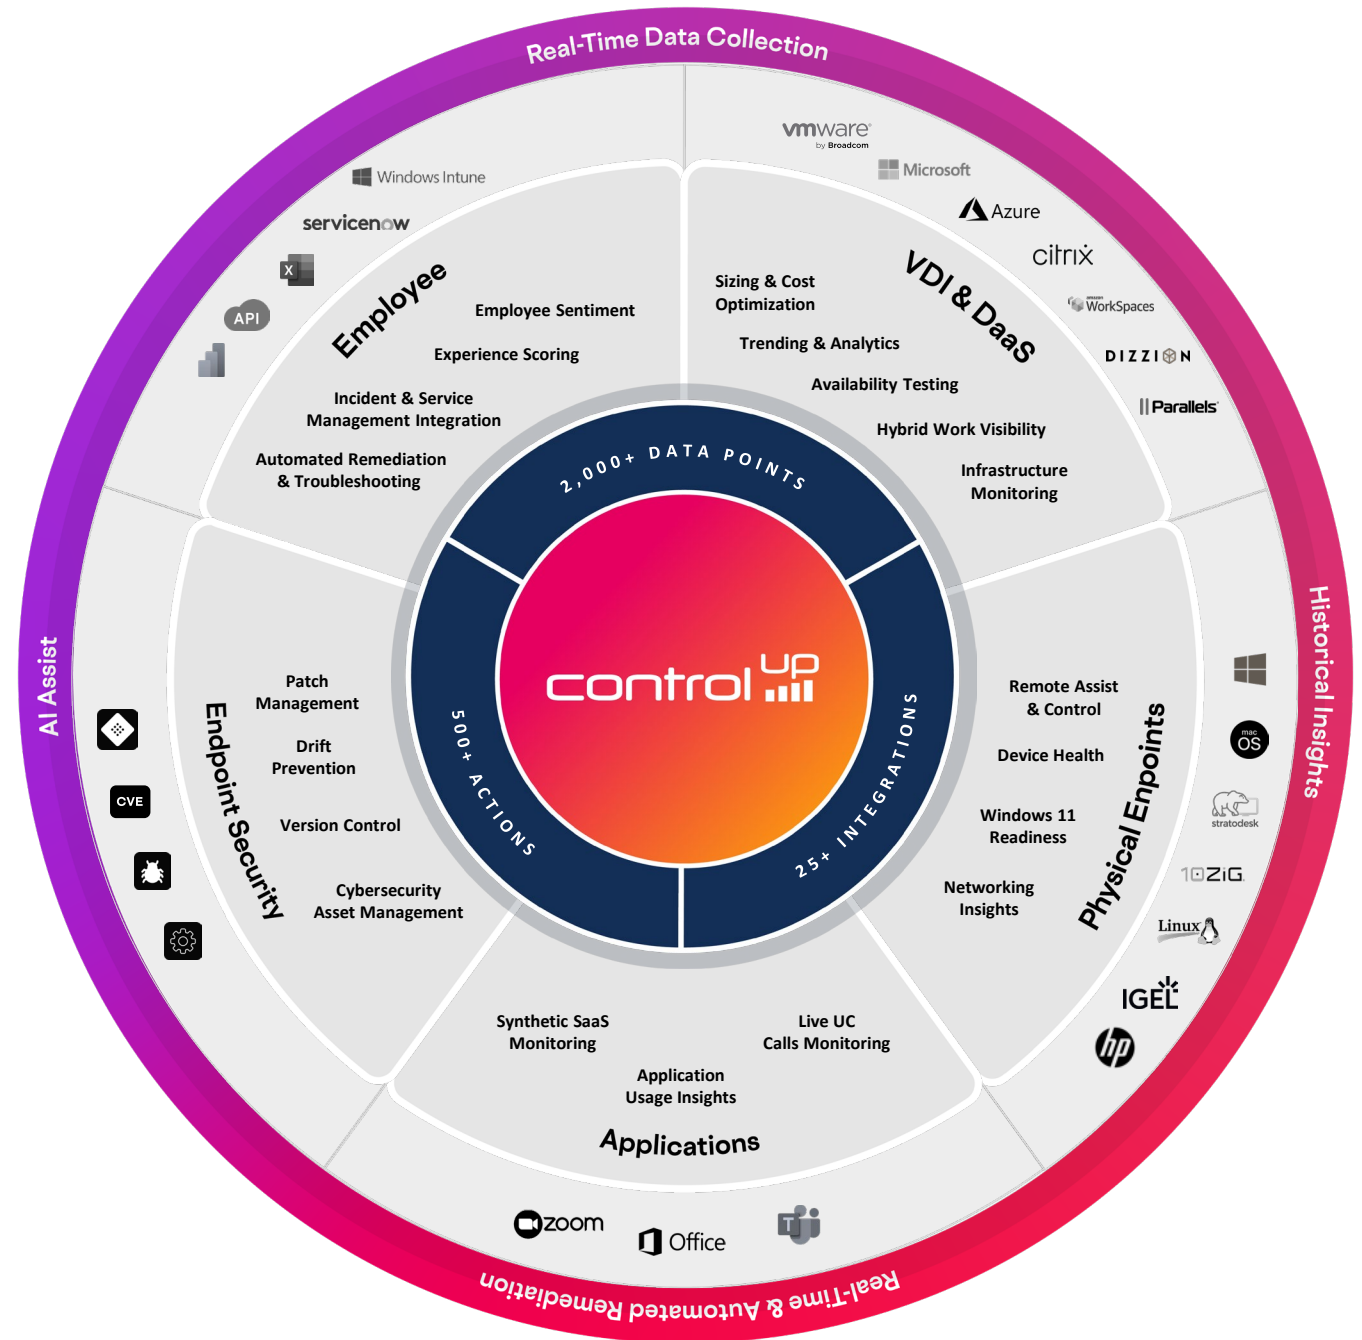 Real-Time Data Collection
Windows Intune
servicenow
X
API
Employee
Employee Sentiment
Experience Scoring
Incident & Service
Management Integration
Automated Remediation
& Troubleshooting
vmware®
by Broadcom
Microsoft
Azure
citrix
amazon
WorkSpaces
DIZZION
Parallels
VDI & DaaS
Sizing & Cost
Optimization
Trending & Analytics
Availability Testing
Hybrid Work Visibility
Infrastructure
Monitoring
2,000+ DATA POINTS
500+ ACTIONS
25+ INTEGRATIONS
control up
AI Assist
CVE
Endpoint Security
Patch
Management
Drift
Prevention
Version Control
Cybersecurity
Asset Management
Historical Insights
Physical Enpoints
Remote Assist
& Control
Device Health
Windows 11
Readiness
Networking
Insights
mac
OS
stratodesk
10ZiG
Linux
IGEL
hp
Synthetic SaaS
Monitoring
Live UC
Calls Monitoring
Application
Usage Insights
Applications
zoom
Office
T
Real-Time & Automated Remediation